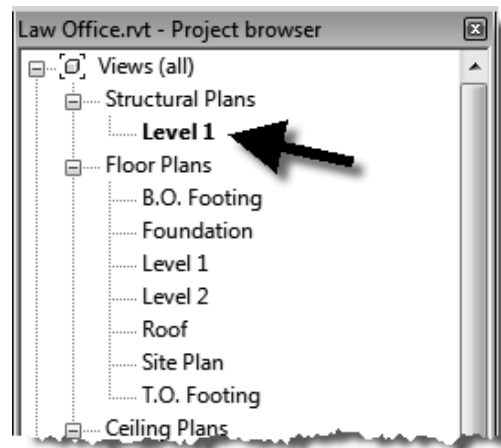 Law Office.rvt - Project browser
Views (all)
Structural Plans
Level 1
Floor Plans
B.O. Footing
Foundation
Level 1
Level 2
Roof
Site Plan
T.O. Footing
Ceiling Plans